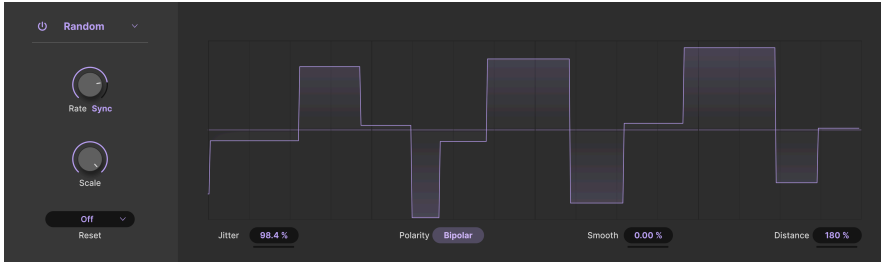 Random
Rate Sync
Scale
Off
Reset
Jitter 98.4 % Polarity Bipolar Smooth 0.00 % Distance 180 %